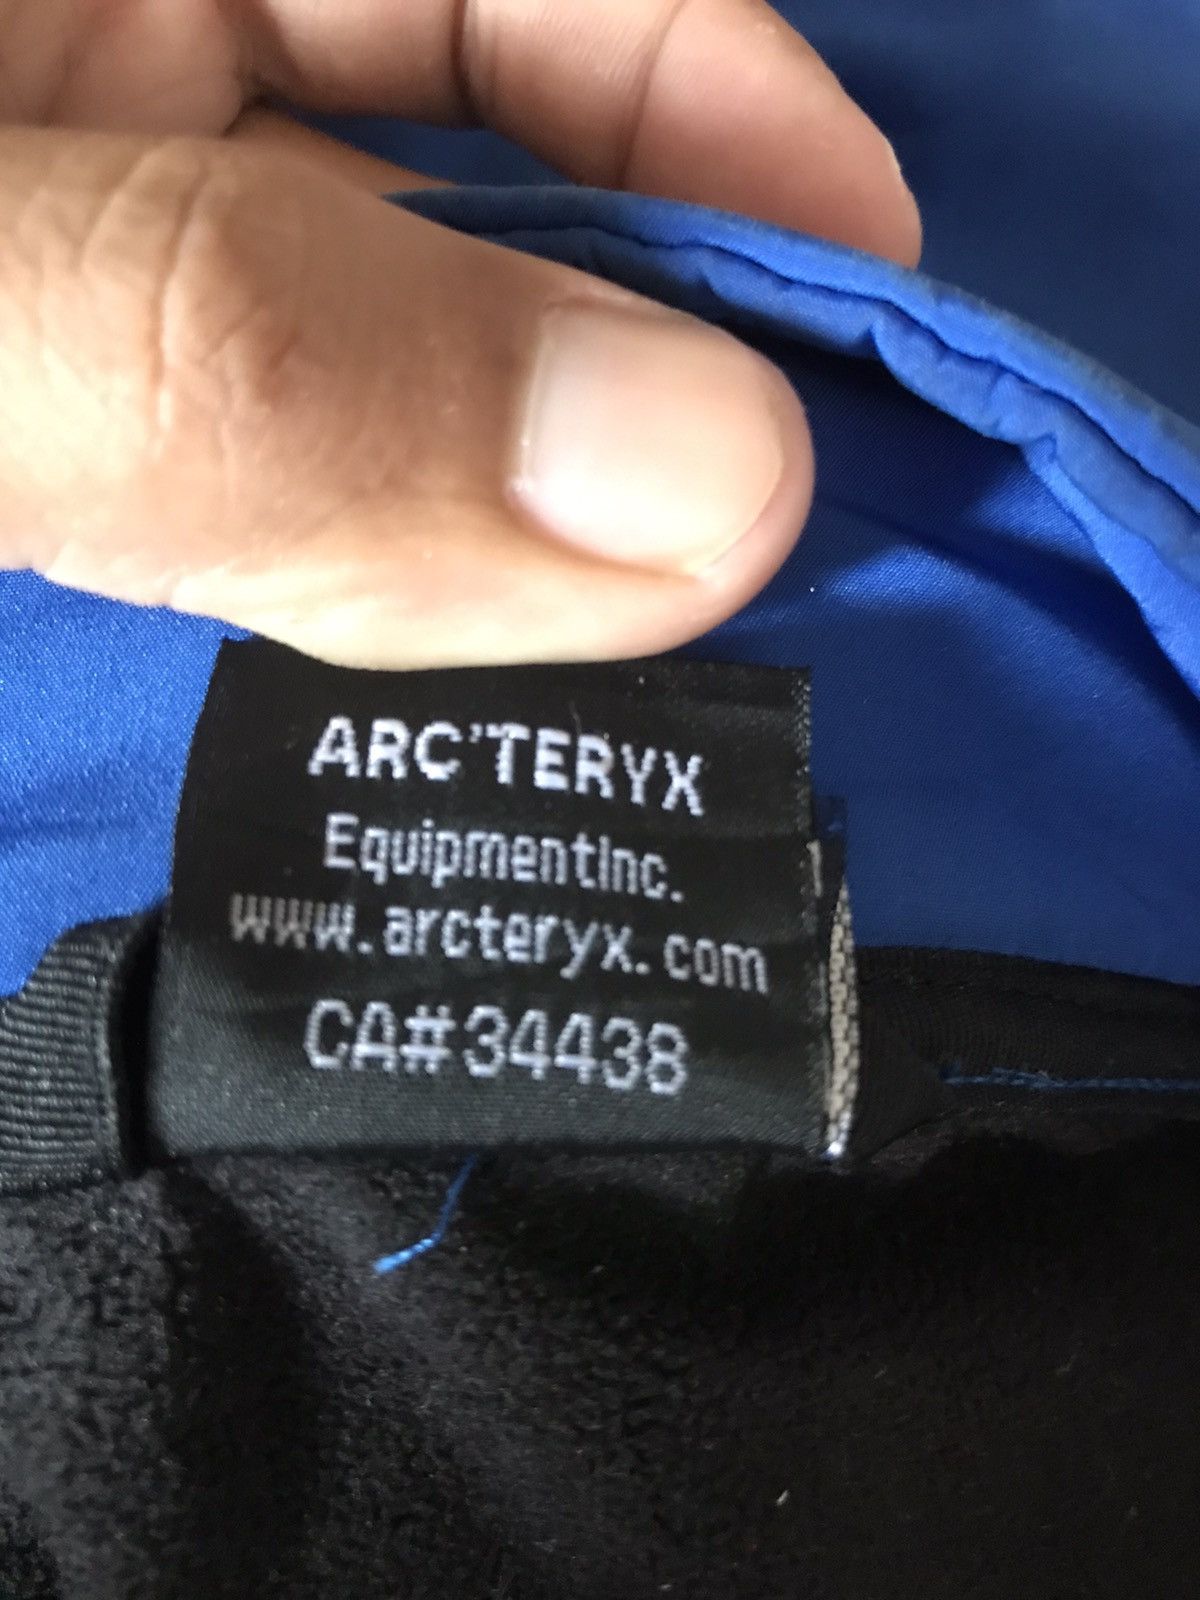 ARC'TERYX
EquipmentInc.
www.arcteryx.com
CA#34438